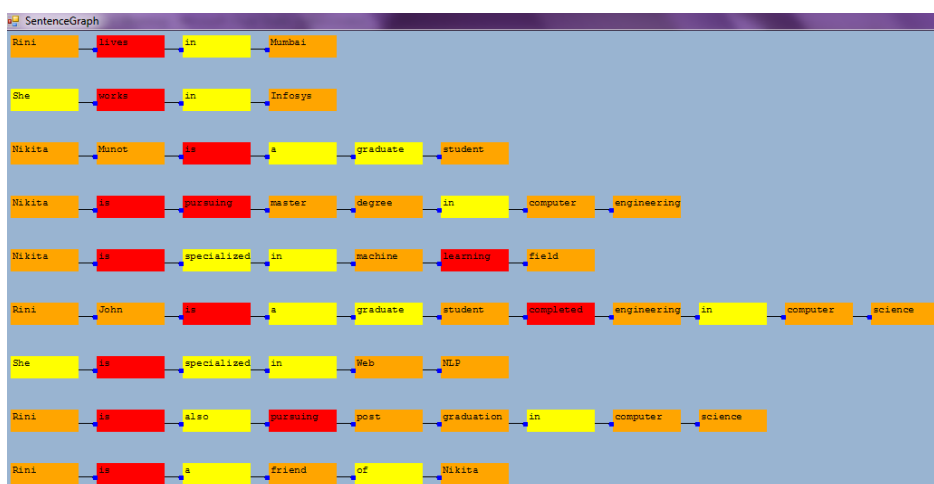 SentenceGraph
Rini lives in Mumbai
She works in Infosys
Nikita Munot is a graduate student
Nikita is pursuing master degree in computer engineering
Nikita is specialized in machine learning field
Rini John is a graduate student completed engineering in computer science
She is specialized in Web NLP
Rini is also pursuing post graduation in computer science
Rini is a friend of Nikita